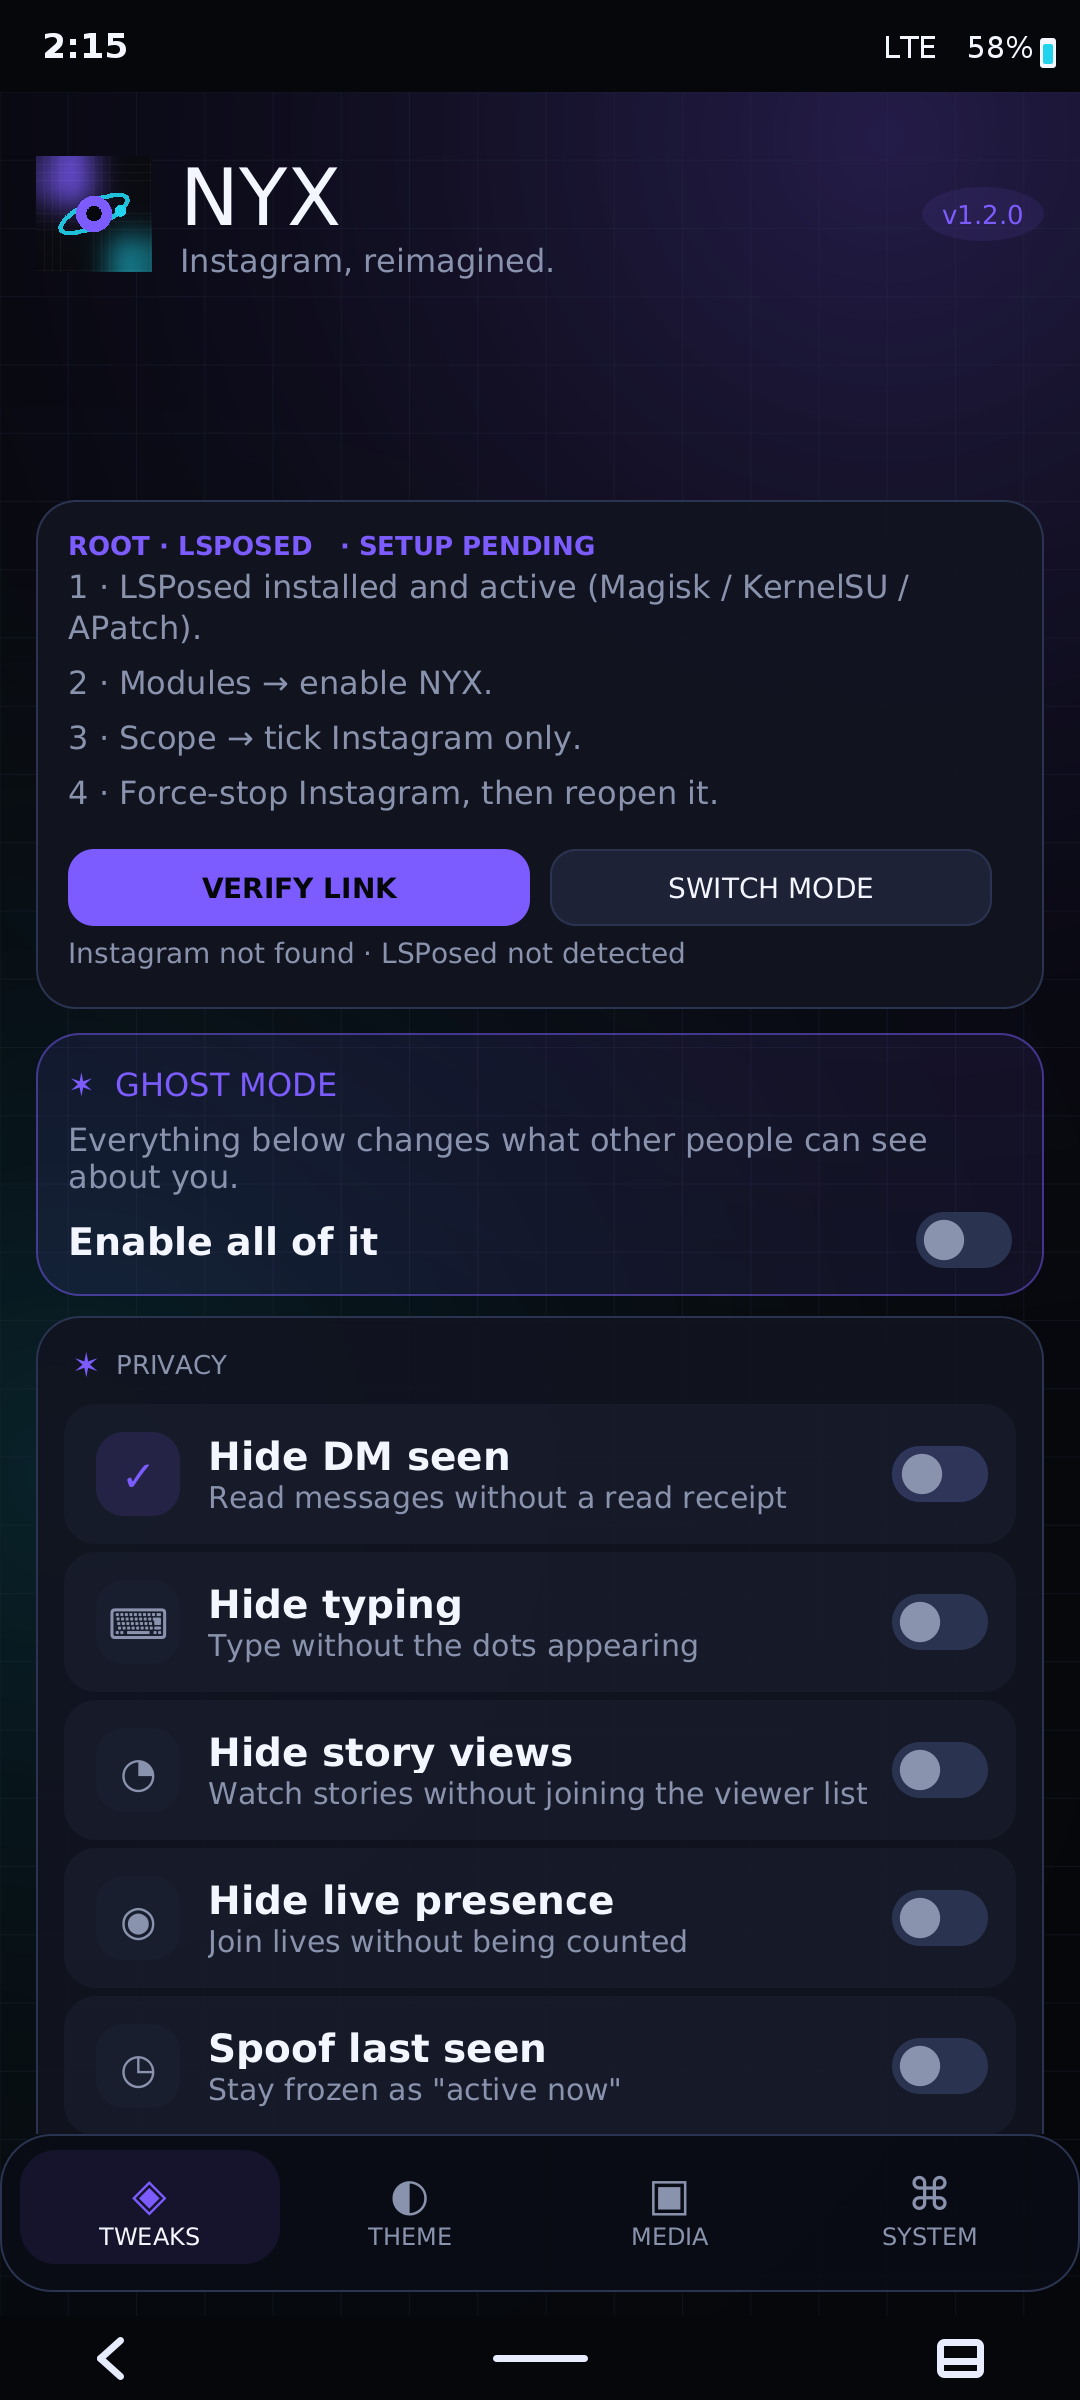 2:15
LTE 58%
NYX
Instagram, reimagined.
v1.2.0
ROOT · LSPOSED · SETUP PENDING
1 · LSPosed installed and active (Magisk / KernelSU /
APatch).
2 · Modules → enable NYX.
3 · Scope → tick Instagram only.
4 · Force-stop Instagram, then reopen it.
VERIFY LINK
SWITCH MODE
Instagram not found · LSPosed not detected
✶ GHOST MODE
Everything below changes what other people can see
about you.
Enable all of it
✶ PRIVACY
Hide DM seen
Read messages without a read receipt
Hide typing
Type without the dots appearing
Hide story views
Watch stories without joining the viewer list
Hide live presence
Join lives without being counted
Spoof last seen
Stay frozen as "active now"
TWEAKS
THEME
MEDIA
SYSTEM